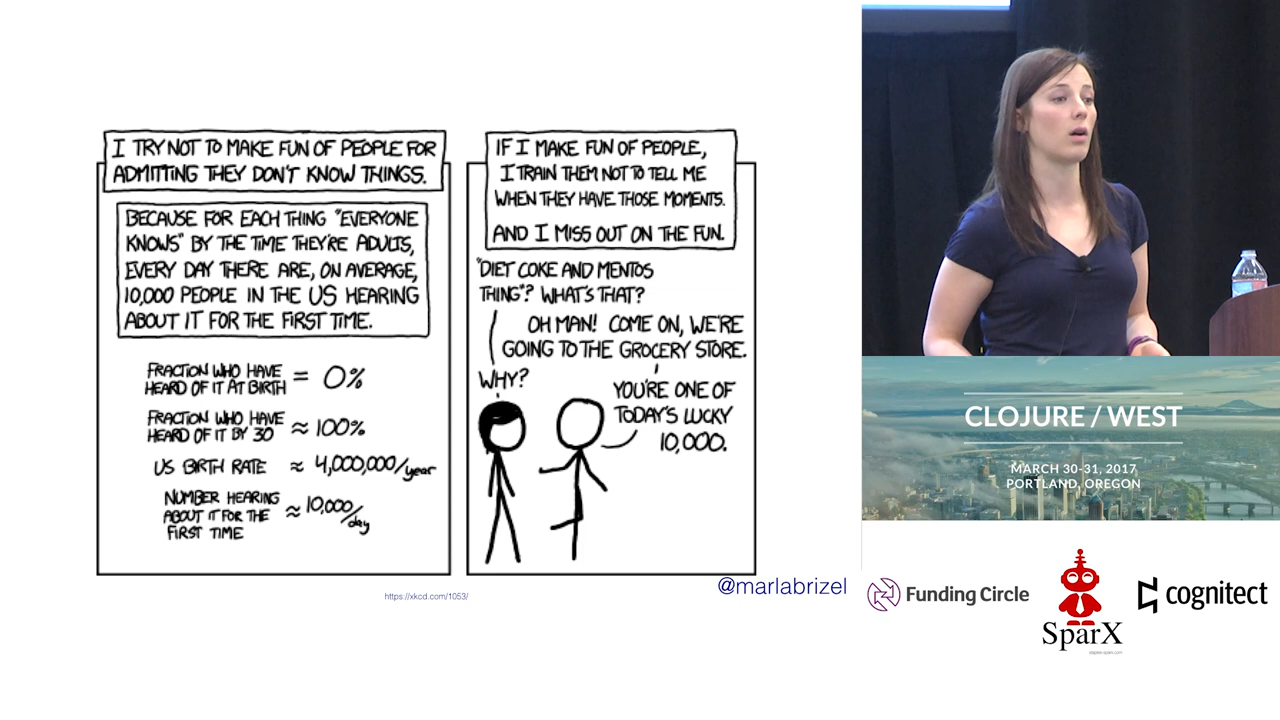 I TRY NOT TO MAKE FUN OF PEOPLE FOR
ADMITTING THEY DON'T KNOW THINGS.
BECAUSE FOR EACH THING "EVERYONE
KNOWS" BY THE TIME THEY'RE ADULTS,
EVERY DAY THERE ARE, ON AVERAGE,
10,000 PEOPLE IN THE US HEARING
ABOUT IT FOR THE FIRST TIME.
FRACTION WHO HAVE
HEARD OF IT AT BIRTH = 0%
FRACTION WHO HAVE
HEARD OF IT BY 30 ≈ 100%
US BIRTH RATE ≈ 4,000,000/year
NUMBER HEARING
ABOUT IT FOR THE ≈ 10,000/day
FIRST TIME
IF I MAKE FUN OF PEOPLE,
I TRAIN THEM NOT TO TELL ME
WHEN THEY HAVE THOSE MOMENTS.
AND I MISS OUT ON THE FUN.
"DIET COKE AND MENTOS
THING"? WHAT'S THAT?
OH MAN! COME ON, WE'RE
GOING TO THE GROCERY STORE.
WHY?
YOU'RE ONE OF
TODAY'S LUCKY
10,000.
https://xkcd.com/1053/
@marlabrizel
CLOJURE / WEST
MARCH 30-31, 2017
PORTLAND, OREGON
Funding Circle
SparX
staples-sparx.com
cognitect